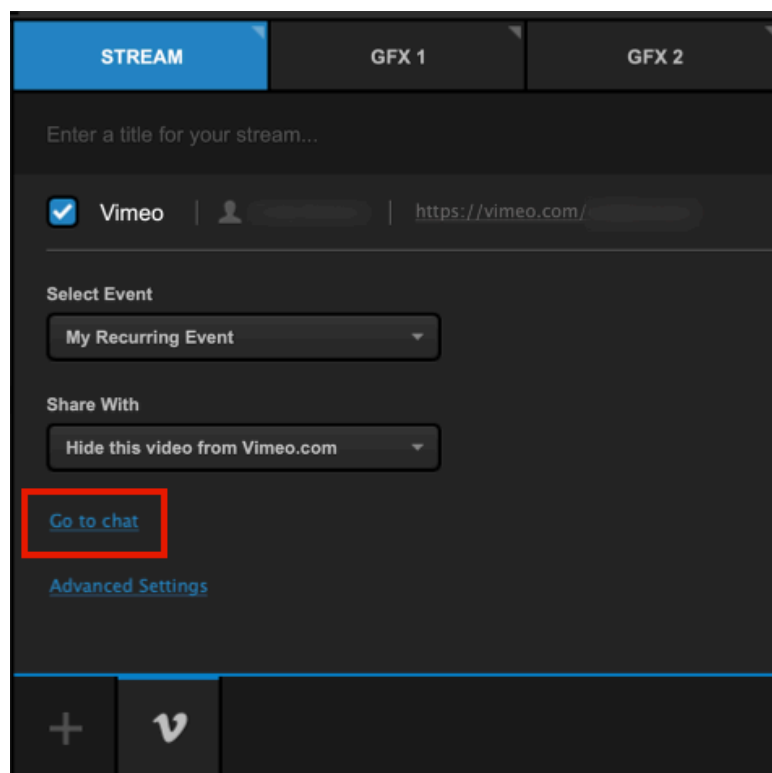 STREAM GFX 1 GFX 2
Enter a title for your stream...
Vimeo https://vimeo.com/
Select Event
My Recurring Event
Share With
Hide this video from Vimeo.com
Go to chat
Advanced Settings